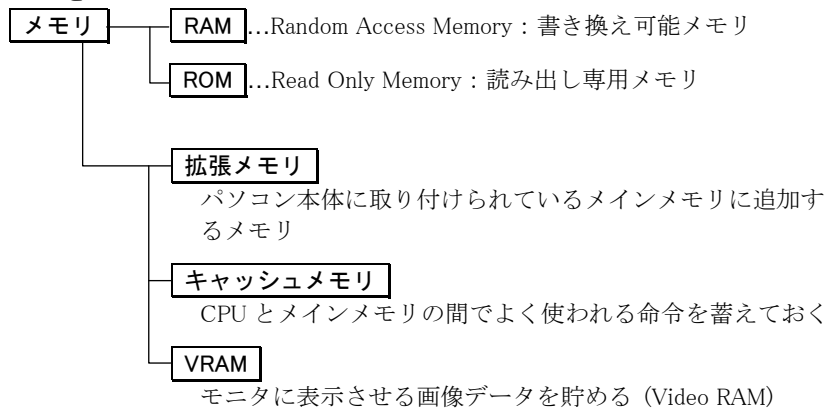 メモリ RAM …Random Access Memory：書き換え可能メモリ
ROM …Read Only Memory：読み出し専用メモリ
拡張メモリ
パソコン本体に取り付けられているメインメモリに追加す
るメモリ
キャッシュメモリ
CPU とメインメモリの間でよく使われる命令を蓄えておく
VRAM
モニタに表示させる画像データを貯める（Video RAM）